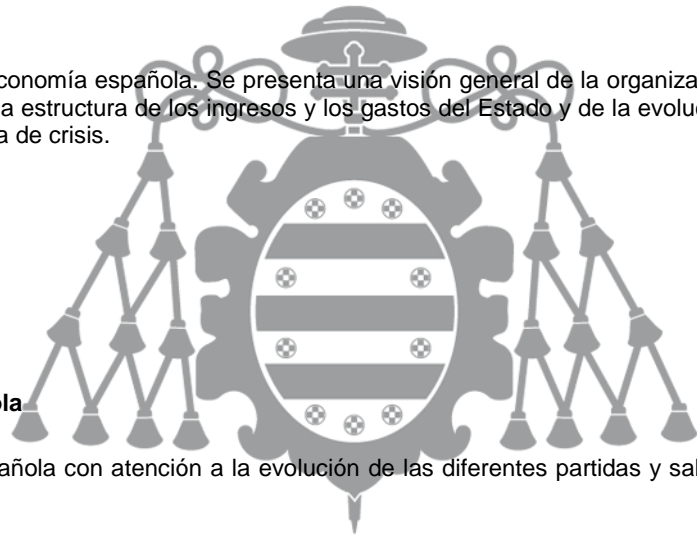 conomía española. Se presenta una visión general de la organiza
a estructura de los ingresos y los gastos del Estado y de la evoluc
a de crisis.
ola
añola con atención a la evolución de las diferentes partidas y sal